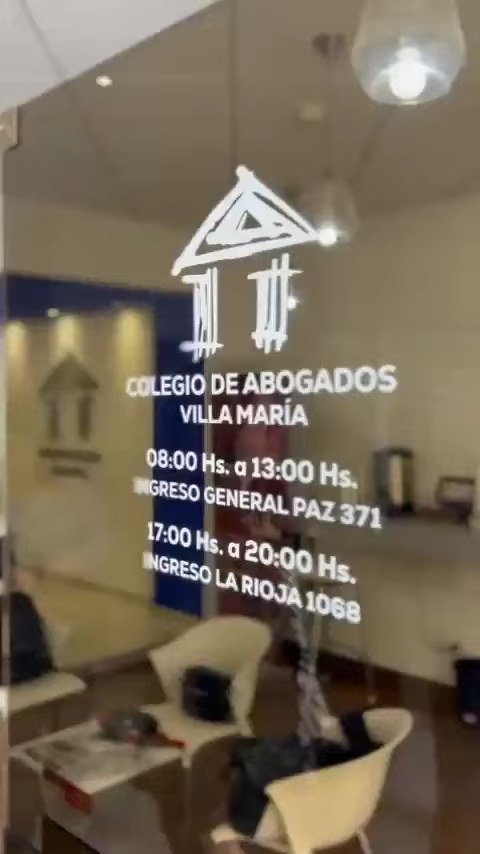 COLEGIO DE ABOGADOS
VILLA MARÍA
08:00 Hs. a 13:00 Hs.
INGRESO GENERAL PAZ 371
17:00 Hs. a 20:00 Hs.
INGRESO LA RIOJA 1068